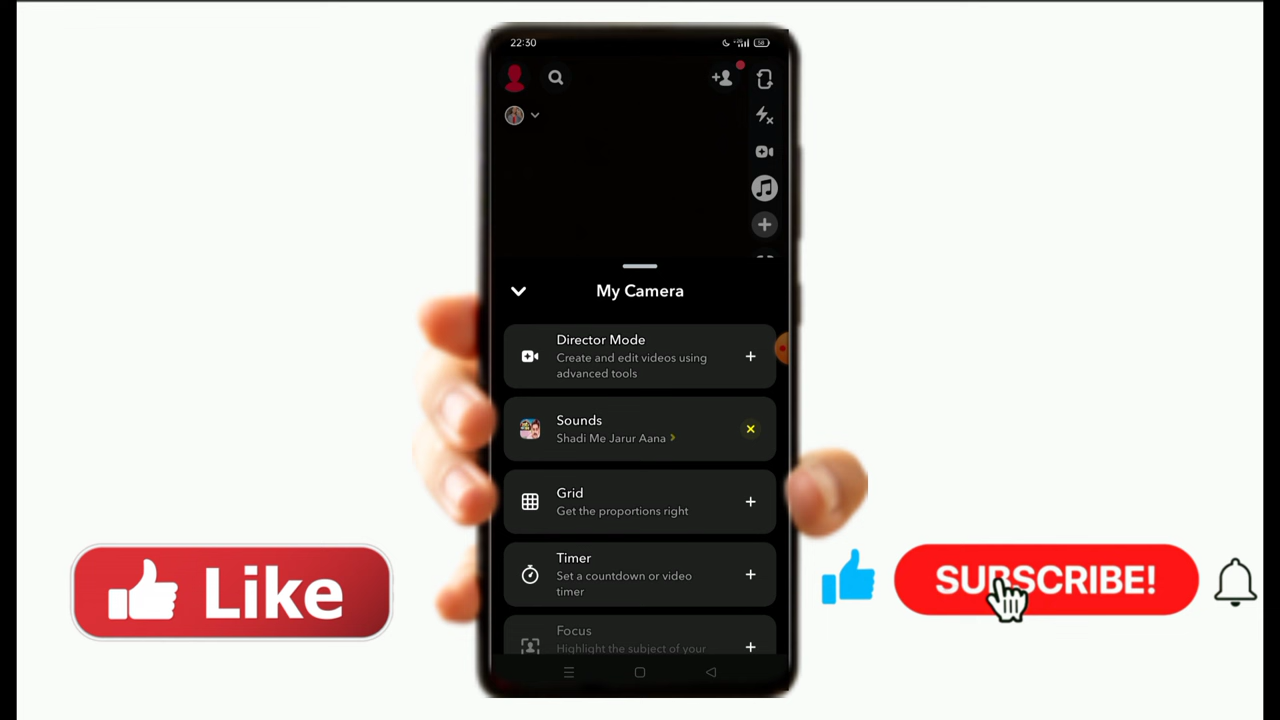 22:30
58
My Camera
Director Mode
Create and edit videos using
advanced tools
Sounds
Shadi Me Jarur Aana
Grid
Get the proportions right
Timer
Set a countdown or video
timer
Focus
Highlight the subject of your
Like
SUBSCRIBE!